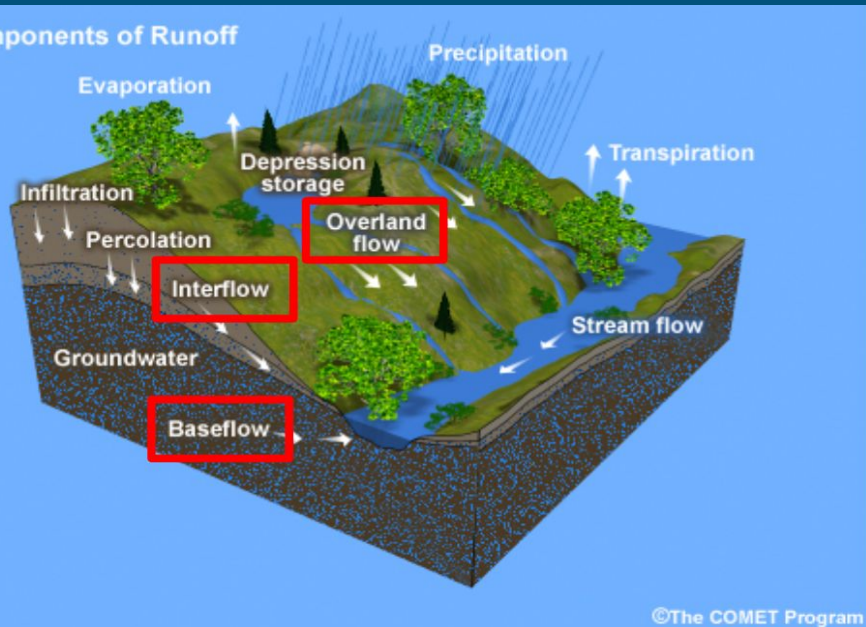 ponents of Runoff
Precipitation
Evaporation
Transpiration
Depression
storage
Infiltration
Overland
flow
Percolation
Interflow
Stream flow
Groundwater
Baseflow
©The COMET Program